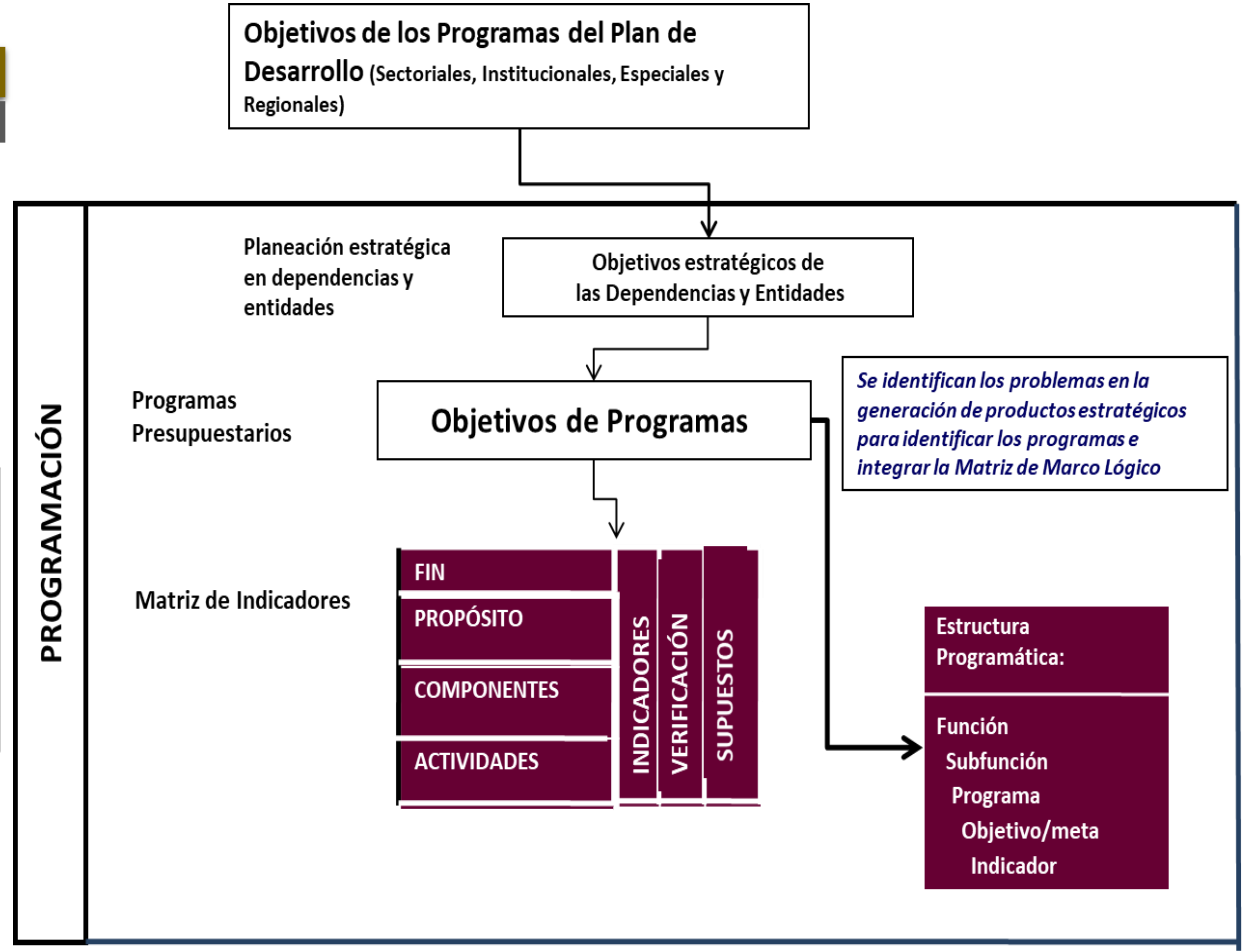 Objetivos de los Programas del Plan de
Desarrollo (Sectoriales, Institucionales, Especiales y
Regionales)
PROGRAMACIÓN
Planeación estratégica
en dependencias y
entidades
Objetivos estratégicos de
las Dependencias y Entidades
Programas
Presupuestarios
Objetivos de Programas
Se identifican los problemas en la
generación de productos estratégicos
para identificar los programas e
integrar la Matriz de Marco Lógico
Matriz de Indicadores
FIN
PROPÓSITO
COMPONENTES
ACTIVIDADES
INDICADORES
VERIFICACIÓN
SUPUESTOS
Estructura
Programática:
Función
Subfunción
Programa
Objetivo/meta
Indicador